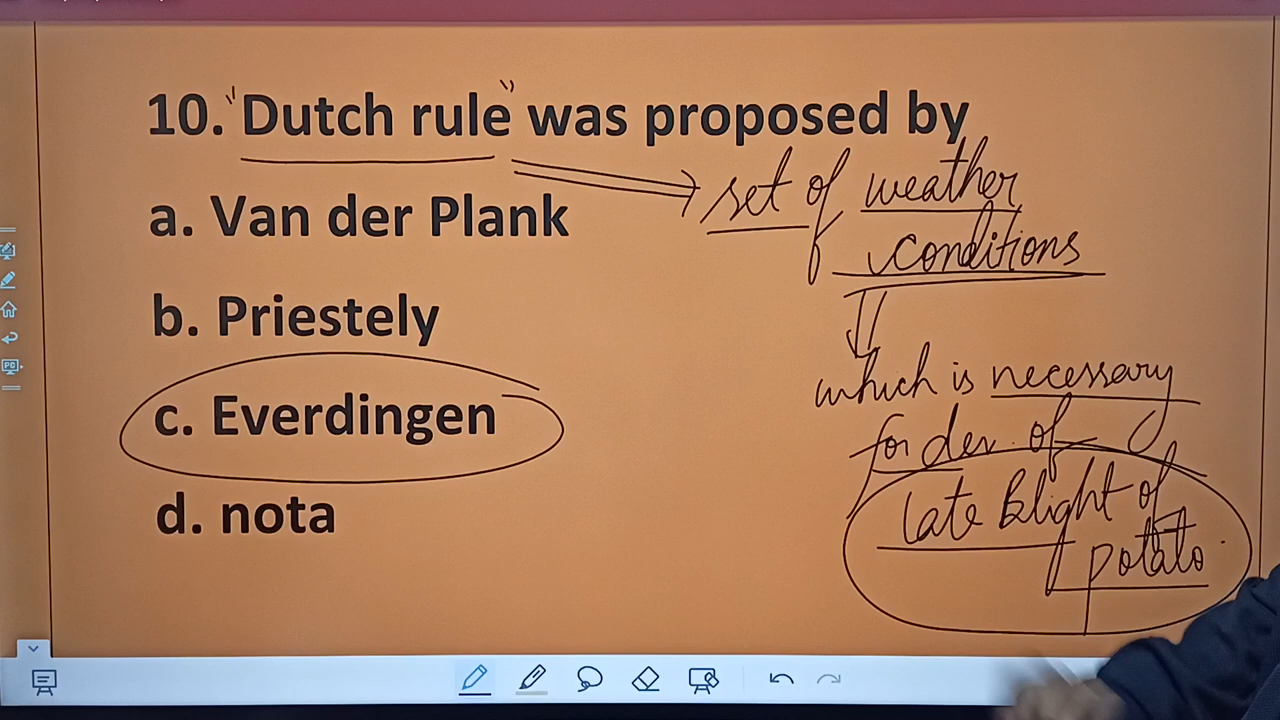 10. "Dutch rule" was proposed by
a. Van der Plank
b. Priestely
c. Everdingen
d. nota
set of weather
conditions
which is necessary
for dev. of
late Blight of
potato
PC